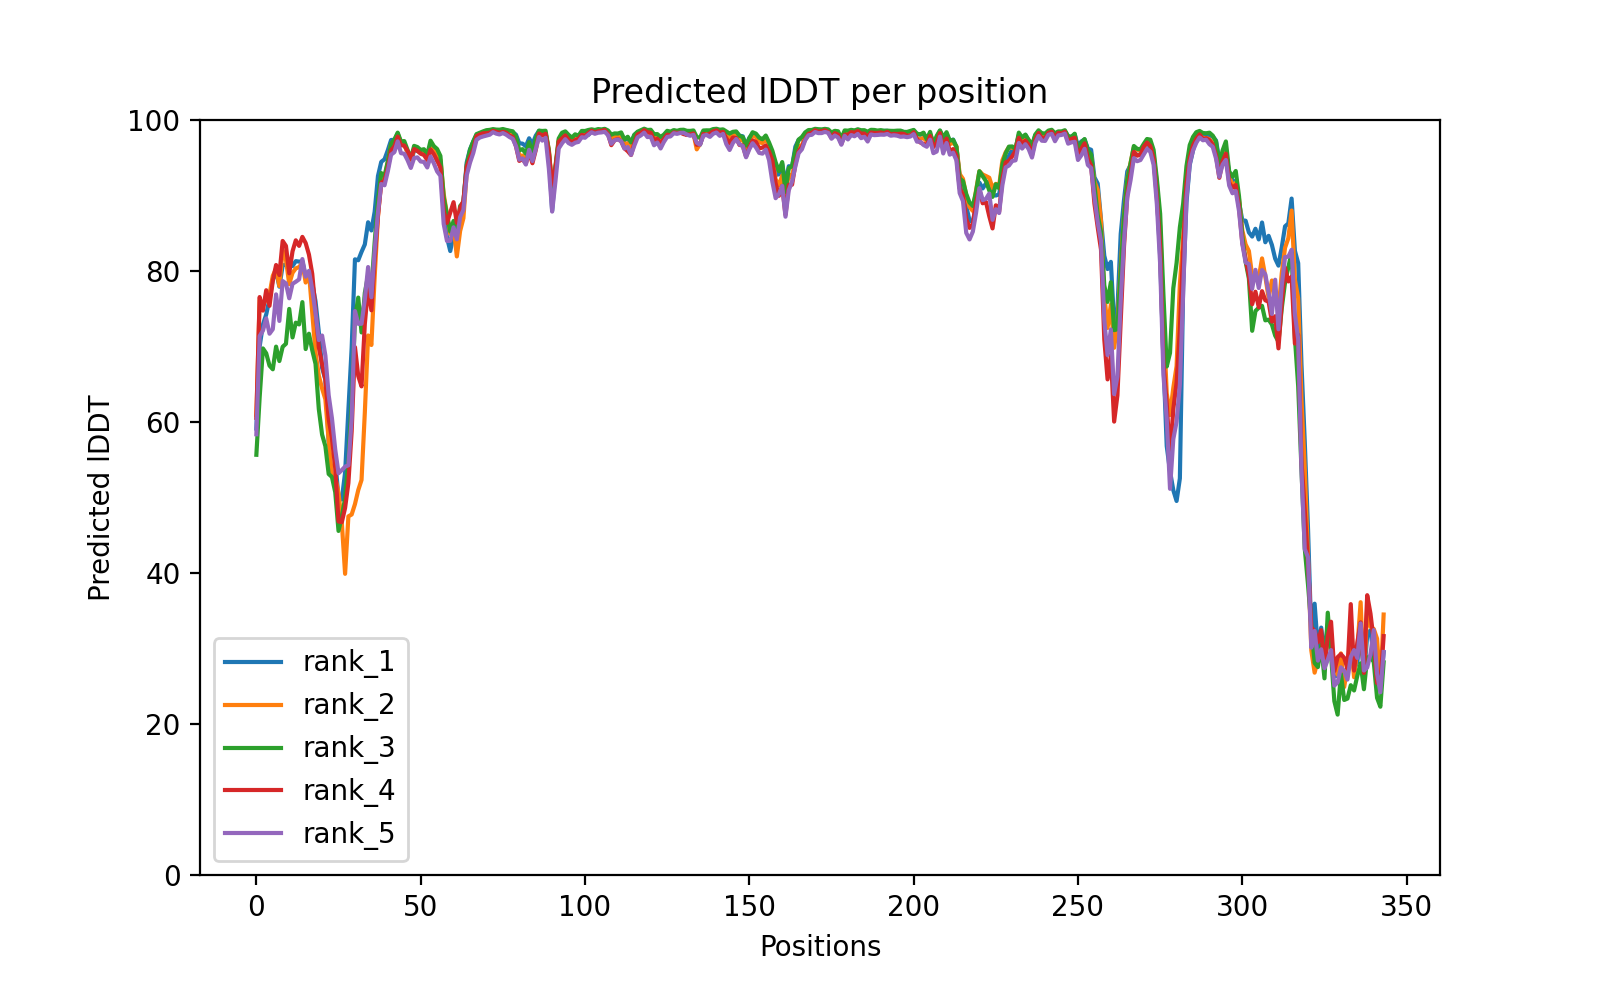 Predicted lDDT per position
100
80
60
40
20
0
Predicted lDDT
rank_1
rank_2
rank_3
rank_4
rank_5
0 50 100 150 200 250 300 350
Positions